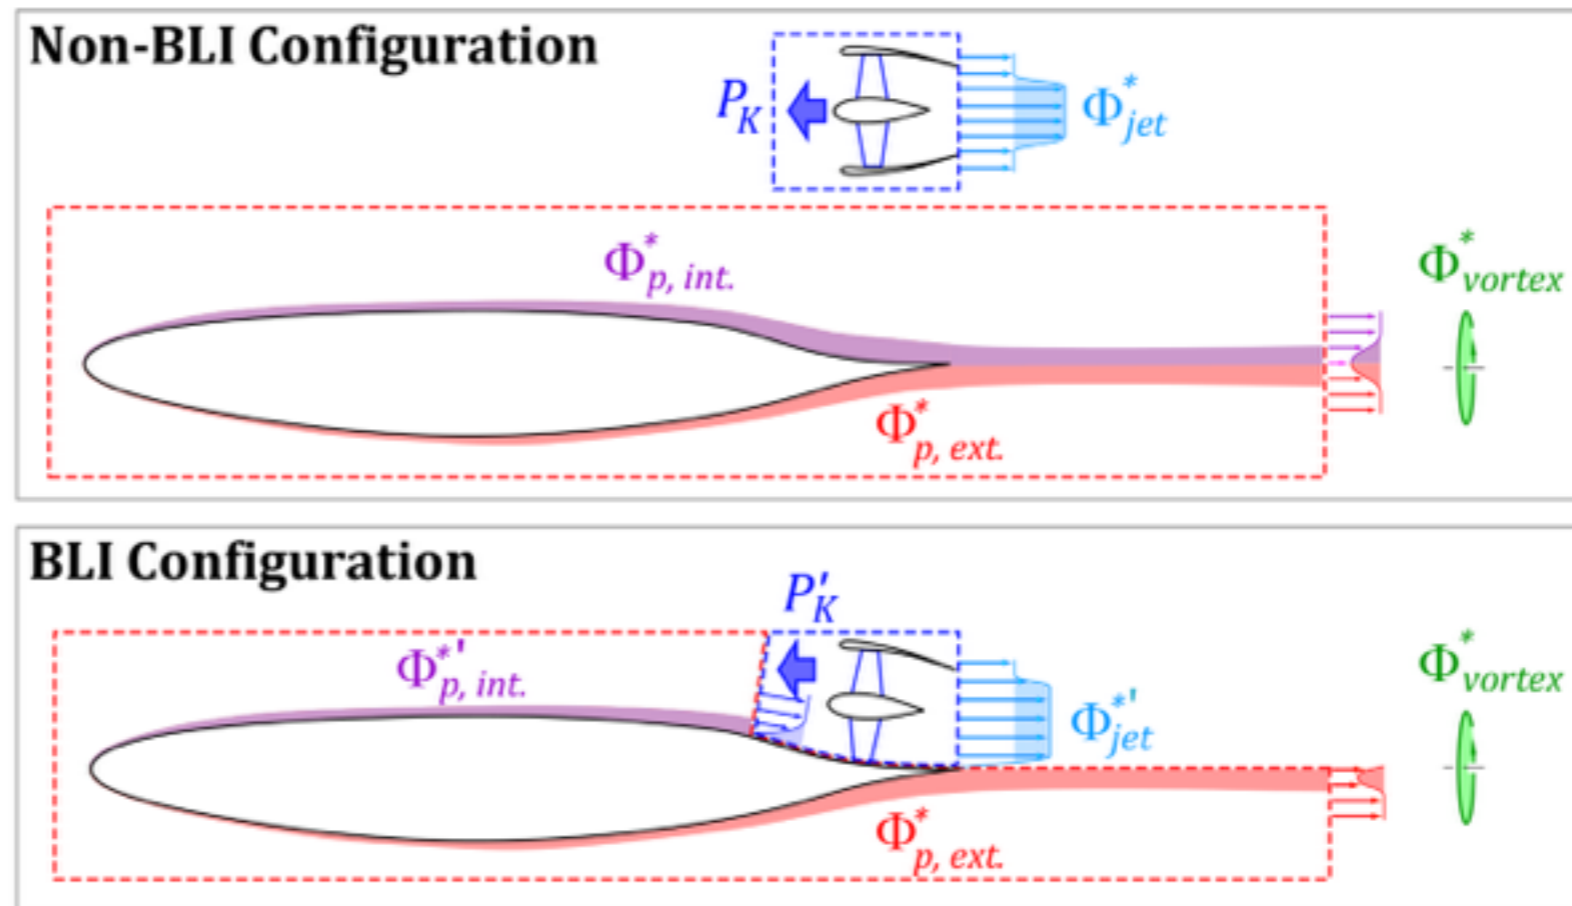 Non-BLI Configuration
P_K
Φ*_jet
Φ*_p, int.
Φ*_vortex
Φ*_p, ext.
BLI Configuration
P'_K
Φ*'_p, int.
Φ*_vortex
Φ*'_jet
Φ*_p, ext.